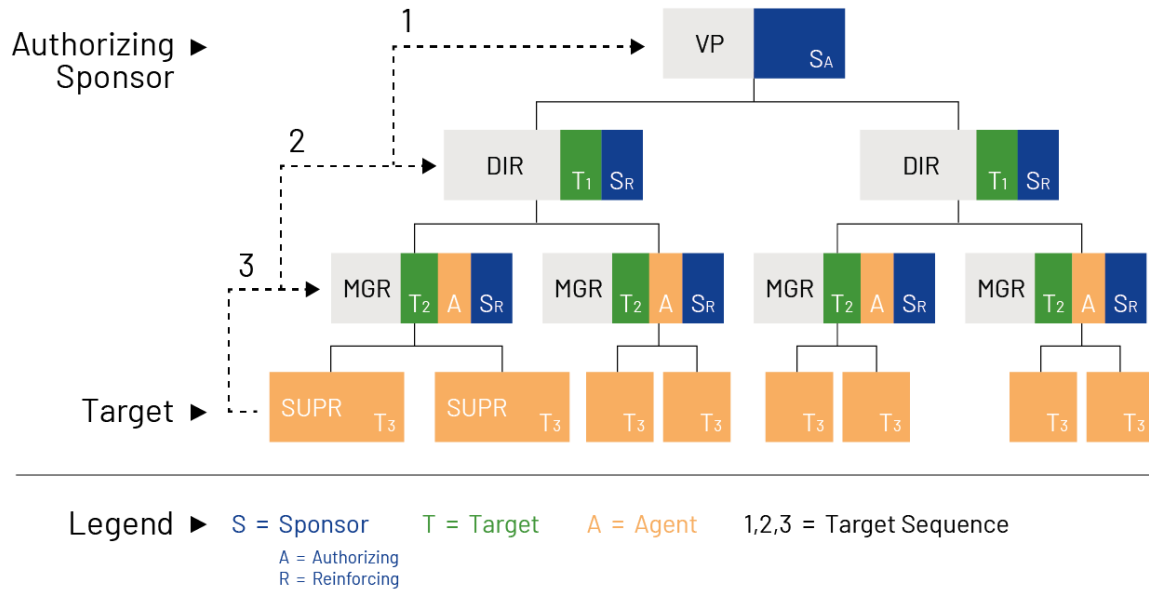 1
Authorizing
Sponsor
VP
SA
2
DIR
T1
SR
DIR
T1
SR
3
MGR
T2
A
SR
MGR
T2
A
SR
MGR
T2
A
SR
MGR
T2
A
SR
Target
SUPR
T3
SUPR
T3
T3
T3
T3
T3
T3
T3
Legend
S = Sponsor
T = Target
A = Agent
1,2,3 = Target Sequence
A = Authorizing
R = Reinforcing